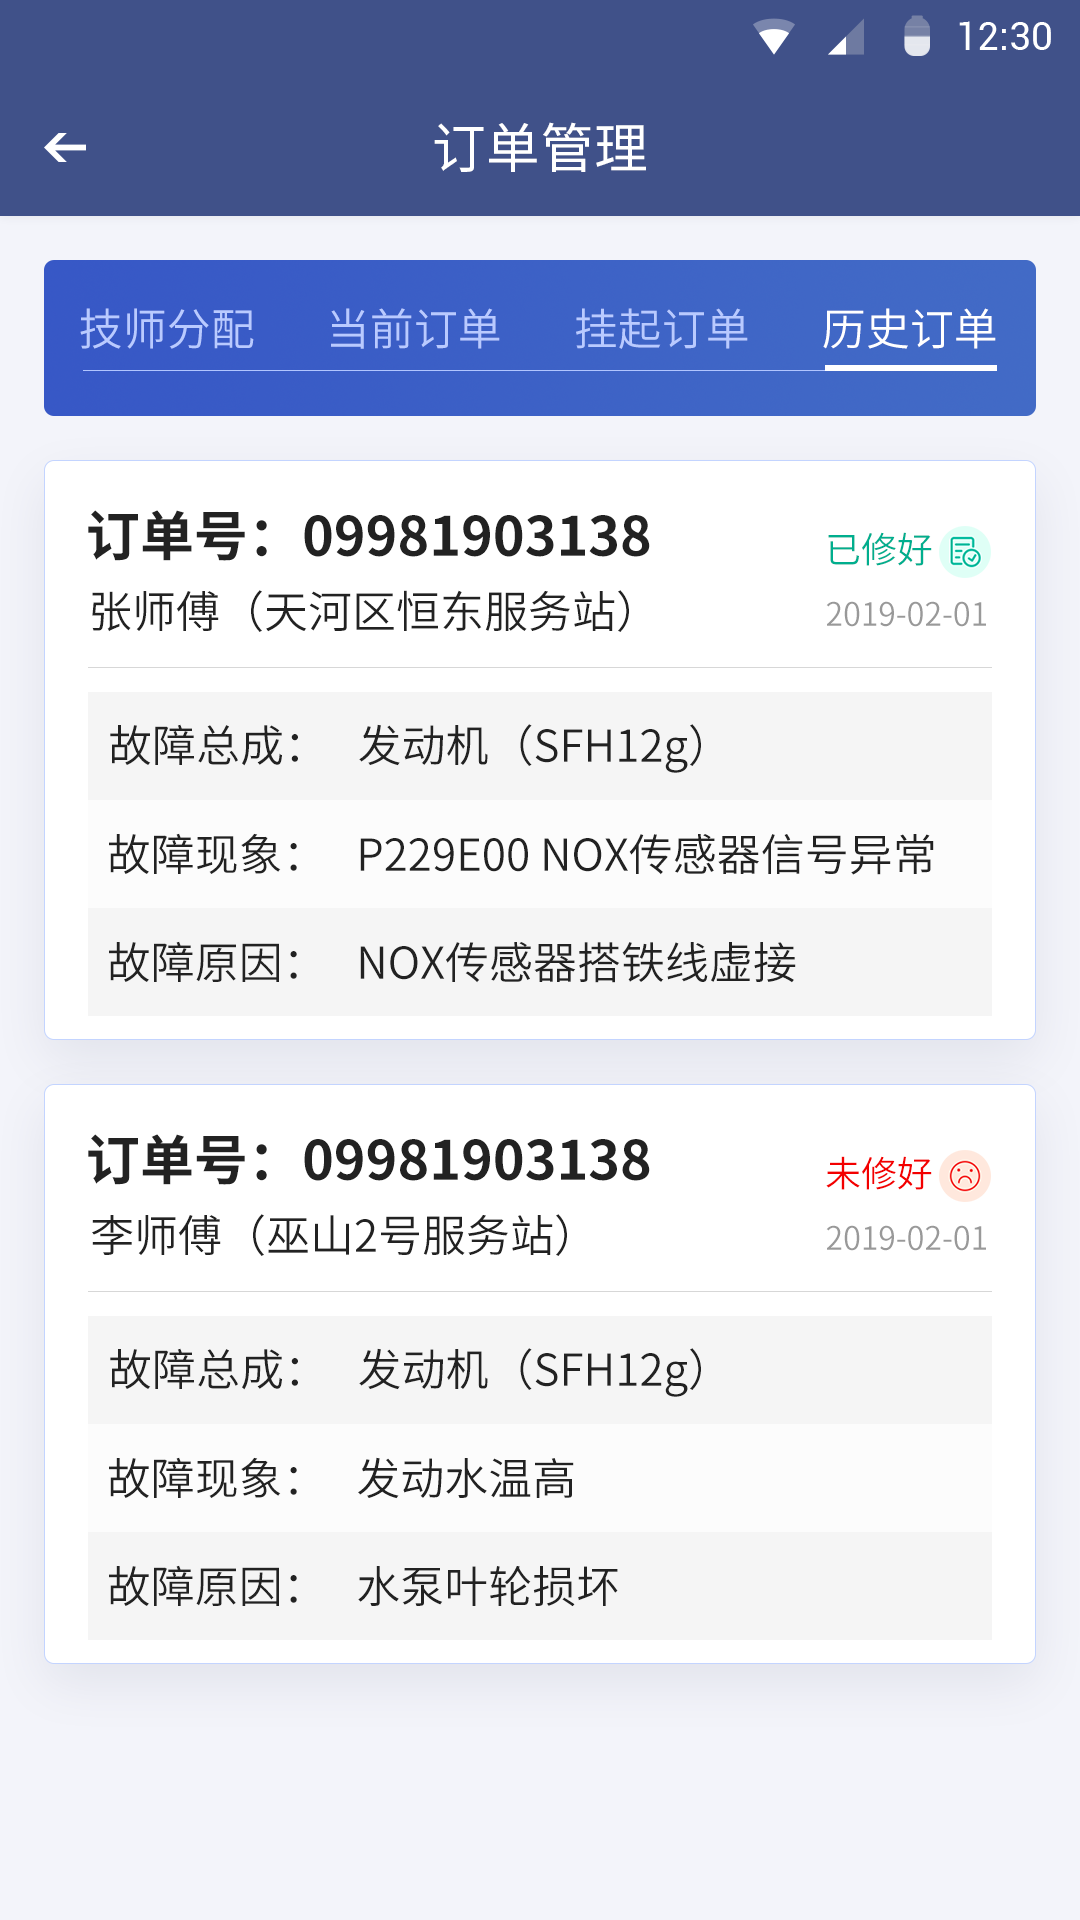 12:30
订单管理
技师分配 当前订单 挂起订单 历史订单
订单号：09981903138
已修好
张师傅（天河区恒东服务站）
2019-02-01
故障总成： 发动机（SFH12g）
故障现象： P229E00 NOX传感器信号异常
故障原因： NOX传感器搭铁线虚接
订单号：09981903138
未修好
李师傅（巫山2号服务站）
2019-02-01
故障总成： 发动机（SFH12g）
故障现象： 发动水温高
故障原因： 水泵叶轮损坏